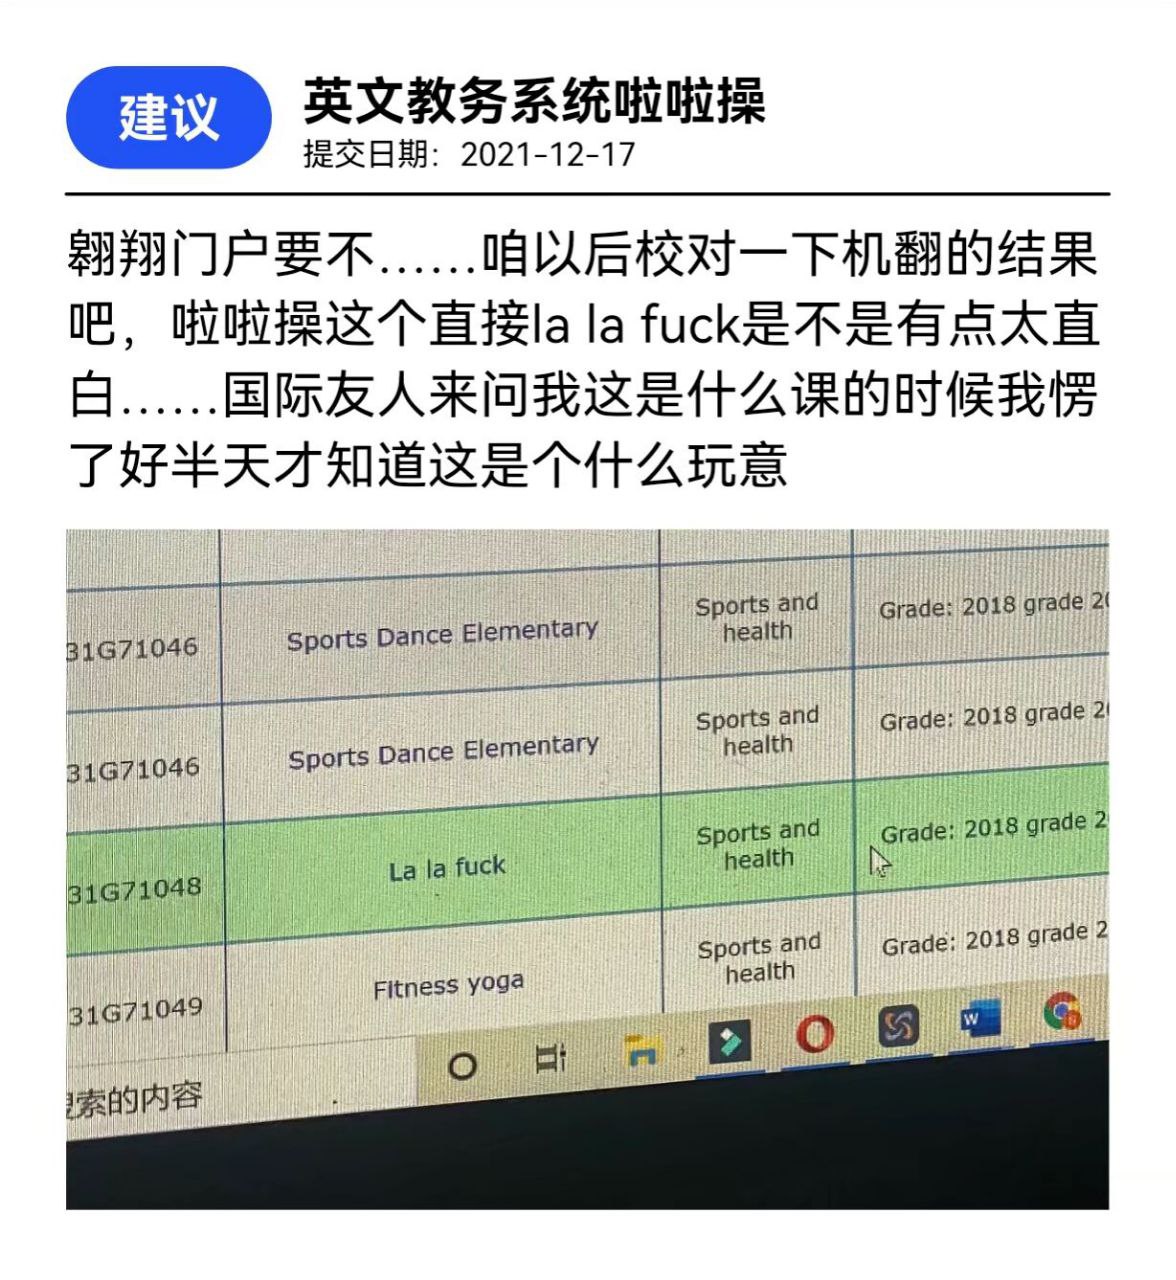 建议
英文教务系统啦啦操
提交日期：2021-12-17
翱翔门户要不……咱以后校对一下机翻的结果
吧，啦啦操这个直接la la fuck是不是有点太直
白……国际友人来问我这是什么课的时候我愣
了好半天才知道这是个什么玩意
31G71046
Sports Dance Elementary
Sports and
health
Grade: 2018 grade 20
31G71046
Sports Dance Elementary
Sports and
health
Grade: 2018 grade 20
31G71048
La la fuck
Sports and
health
Grade: 2018 grade 2
31G71049
Fitness yoga
Sports and
health
Grade: 2018 grade 2
索的内容
W